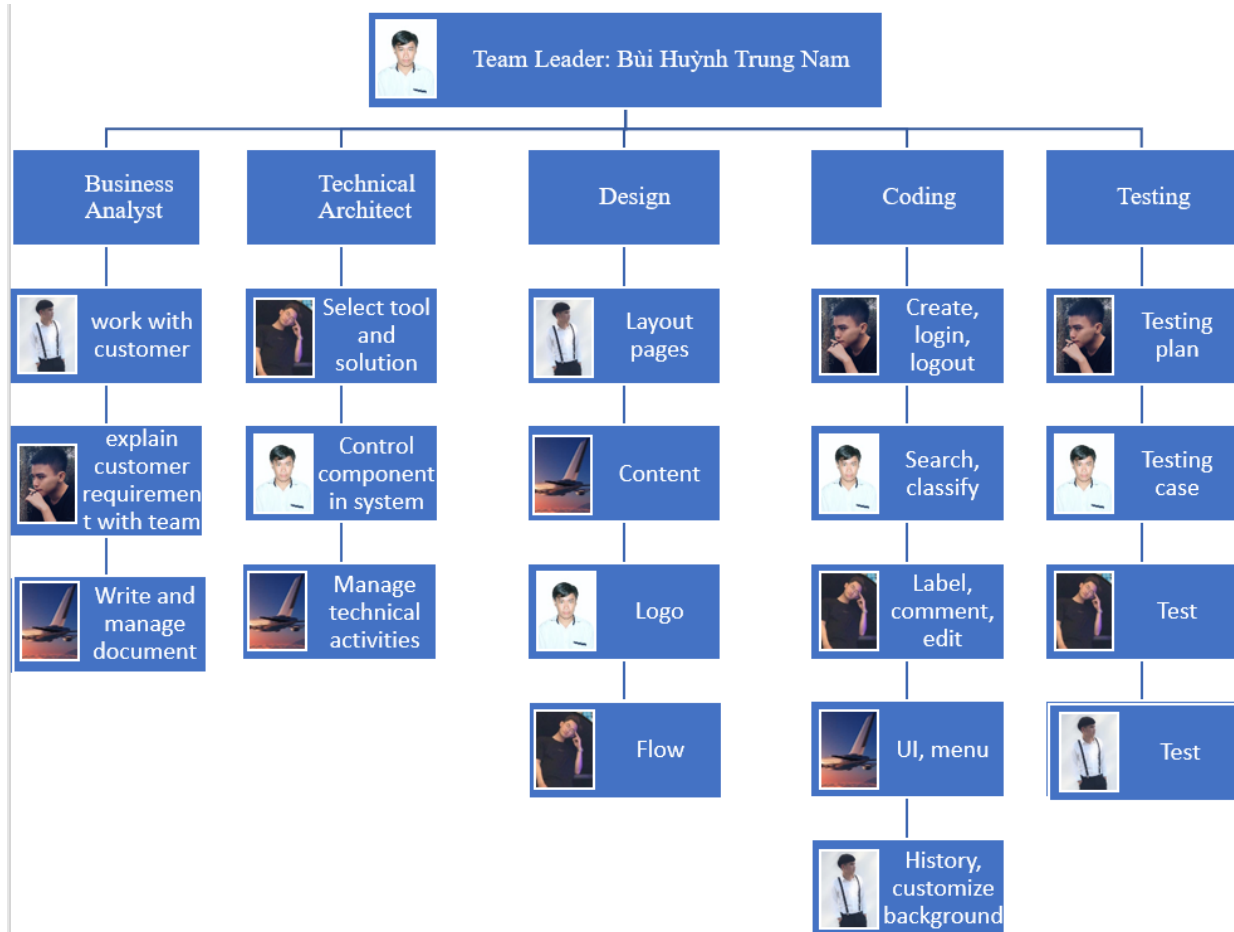 Team Leader: Bùi Huỳnh Trung Nam
Business
Analyst
Technical
Architect
Design
Coding
Testing
work with
customer
Select tool
and
solution
Layout
pages
Create,
login,
logout
Testing
plan
explain
customer
requiremen
t with team
Control
component
in system
Content
Search,
classify
Testing
case
Write and
manage
document
Manage
technical
activities
Logo
Label,
comment,
edit
Test
Flow
UI, menu
Test
History,
customize
background